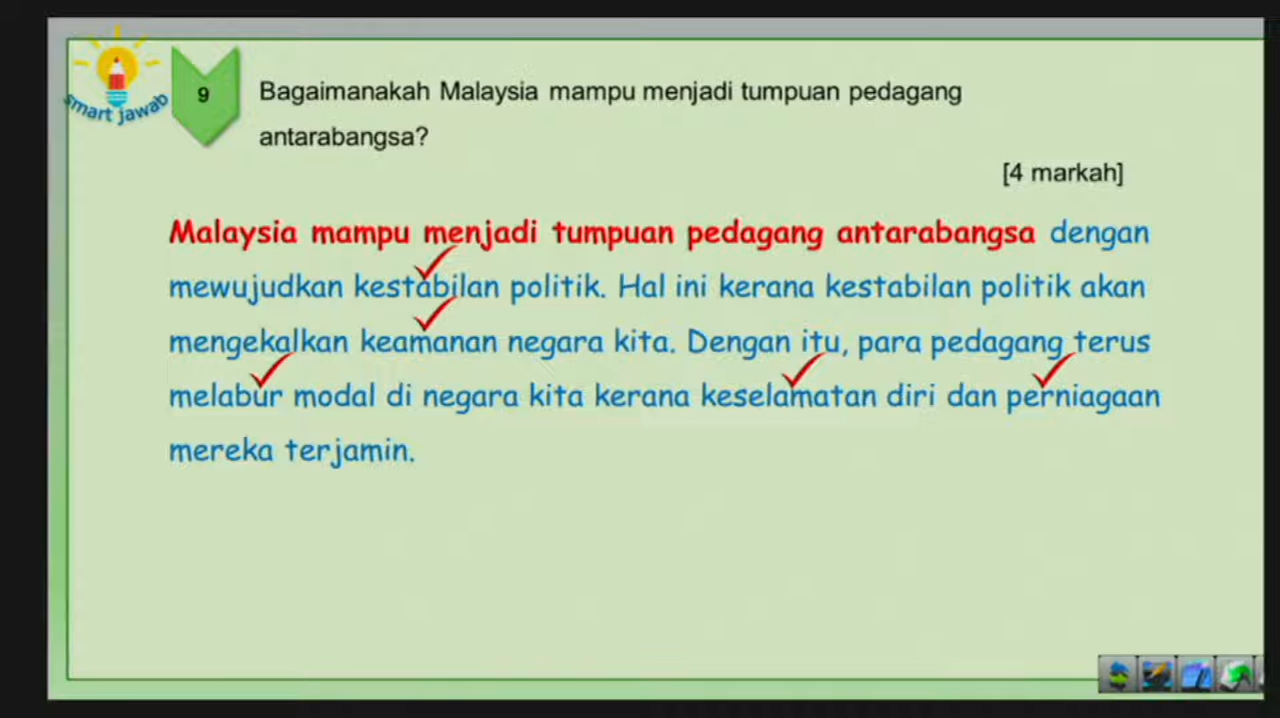 smart jawab
9
Bagaimanakah Malaysia mampu menjadi tumpuan pedagang
antarabangsa?
[4 markah]
Malaysia mampu menjadi tumpuan pedagang antarabangsa dengan
mewujudkan kestabilan politik. Hal ini kerana kestabilan politik akan
mengekalkan keamanan negara kita. Dengan itu, para pedagang terus
melabur modal di negara kita kerana keselamatan diri dan perniagaan
mereka terjamin.